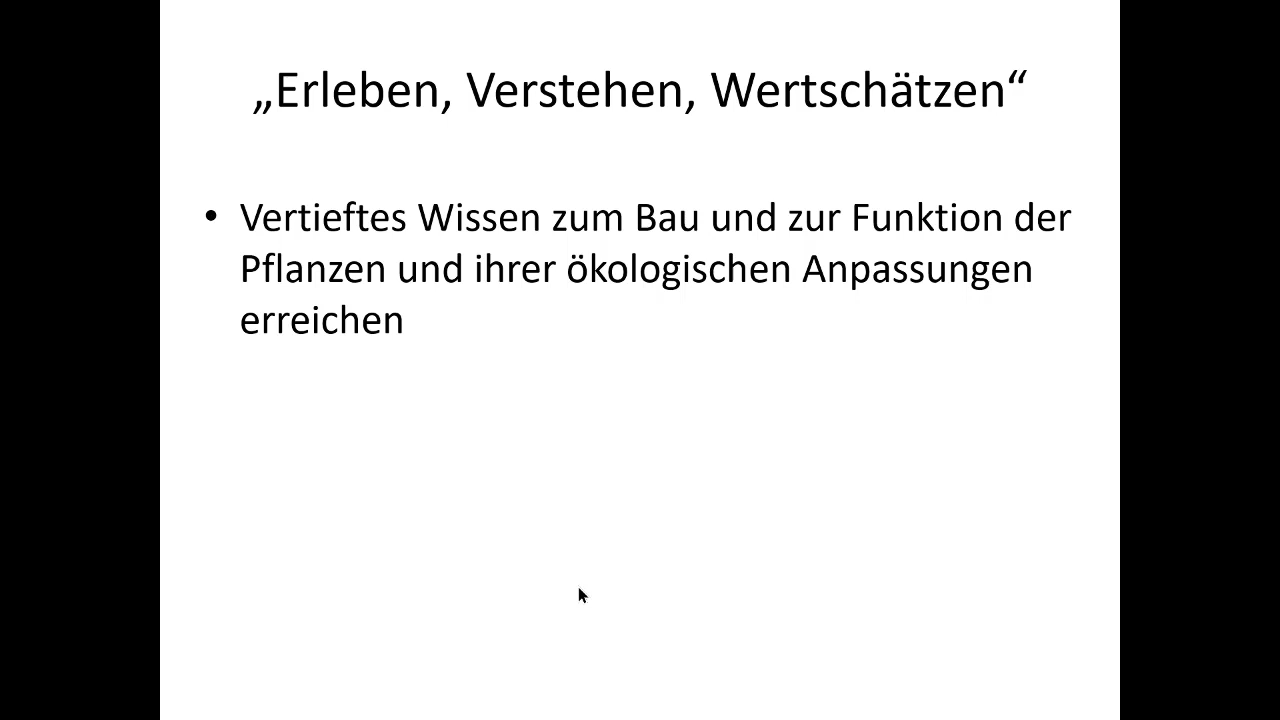 „Erleben, Verstehen, Wertschätzen“
• Vertieftes Wissen zum Bau und zur Funktion der
Pflanzen und ihrer ökologischen Anpassungen
erreichen